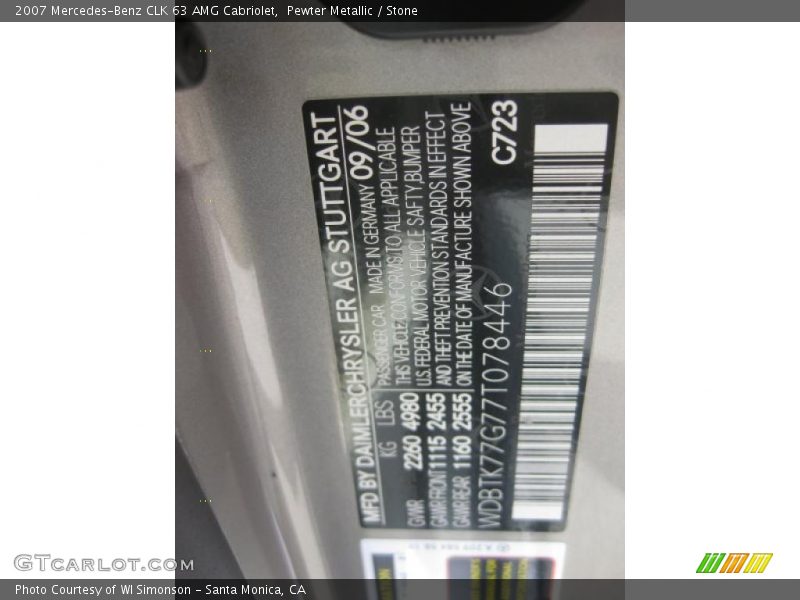 2007 Mercedes-Benz CLK 63 AMG Cabriolet, Pewter Metallic / Stone
MFD BY DAIMLERCHRYSLER AG STUTTGART
KG LBS PASSENGER CAR MADE IN GERMANY 09/06
THIS VEHICLE CONFORMS TO ALL APPLICABLE
GVWR 2260 4980 U.S. FEDERAL MOTOR VEHICLE SAFTY,BUMPER
GAWR FRONT 1115 2455 AND THEFT PREVENTION STANDARDS IN EFFECT
GAWR REAR 1160 2555 ON THE DATE OF MANUFACTURE SHOWN ABOVE
WDBTK77G77T078446 C723
GTCarlot.com
Photo Courtesy of WI Simonson - Santa Monica, CA